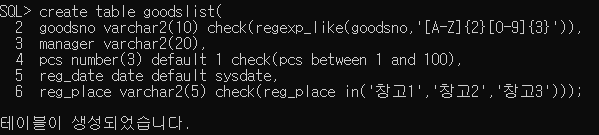 SQL> create table goodslist(
2 goodsno varchar2(10) check(regexp_like(goodsno,'[A-Z]{2}[0-9]{3}')),
3 manager varchar2(20),
4 pcs number(3) default 1 check(pcs between 1 and 100),
5 reg_date date default sysdate,
6 reg_place varchar2(5) check(reg_place in('창고1','창고2','창고3')));
테이블이 생성되었습니다.